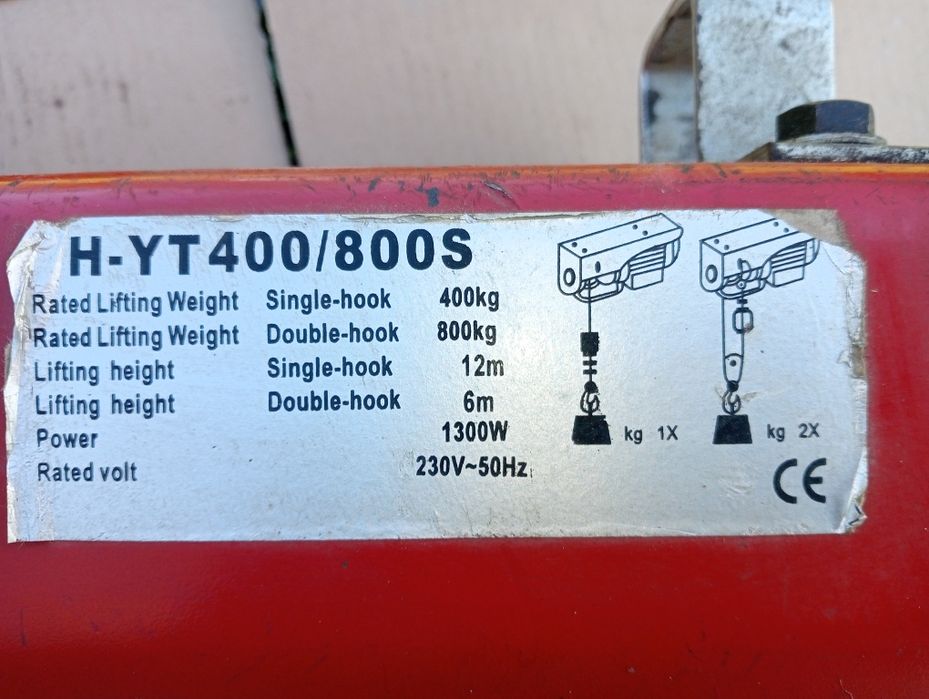 H-YT400/800S
Rated Lifting Weight Single-hook 400kg
Rated Lifting Weight Double-hook 800kg
Lifting height Single-hook 12m
Lifting height Double-hook 6m
Power 1300W
Rated volt 230V~50Hz
kg 1X
kg 2X
CE